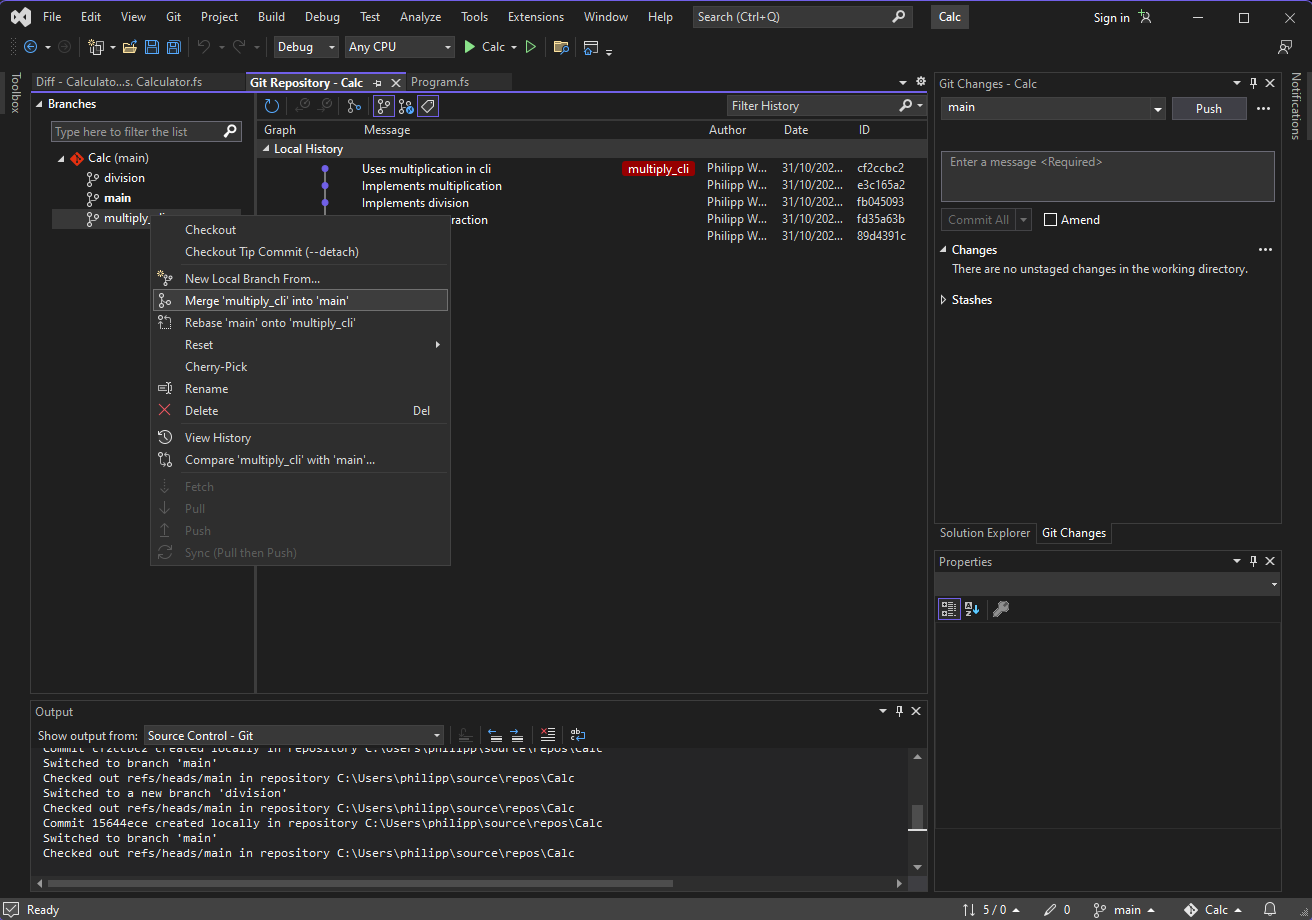 File Edit View Git Project Build Debug Test Analyze Tools Extensions Window Help Search (Ctrl+Q) Calc Sign in
Debug Any CPU Calc
Toolbox
Diff - Calculato...s. Calculator.fs Git Repository - Calc Program.fs
Branches
Type here to filter the list
Calc (main)
division
main
multiply_
Filter History
Graph Message Author Date ID
Local History
Uses multiplication in cli multiply_cli Philipp W... 31/10/202... cf2ccbc2
Implements multiplication Philipp W... 31/10/202... e3c165a2
Implements division Philipp W... 31/10/202... fb045093
raction Philipp W... 31/10/202... fd35a63b
Philipp W... 31/10/202... 89d4391c
Checkout
Checkout Tip Commit (--detach)
New Local Branch From...
Merge 'multiply_cli' into 'main'
Rebase 'main' onto 'multiply_cli'
Reset
Cherry-Pick
Rename
Delete Del
View History
Compare 'multiply_cli' with 'main'...
Fetch
Pull
Push
Sync (Pull then Push)
Git Changes - Calc
main Push
Enter a message <Required>
Commit All Amend
Changes
There are no unstaged changes in the working directory.
Stashes
Notifications
Solution Explorer Git Changes
Properties
Output
Show output from: Source Control - Git
Commit cf2ccbc2 created locally in repository C:\Users\philipp\source\repos\Calc
Switched to branch 'main'
Checked out refs/heads/main in repository C:\Users\philipp\source\repos\Calc
Switched to a new branch 'division'
Checked out refs/heads/main in repository C:\Users\philipp\source\repos\Calc
Commit 15644ece created locally in repository C:\Users\philipp\source\repos\Calc
Switched to branch 'main'
Checked out refs/heads/main in repository C:\Users\philipp\source\repos\Calc
Ready 5 / 0 0 main Calc